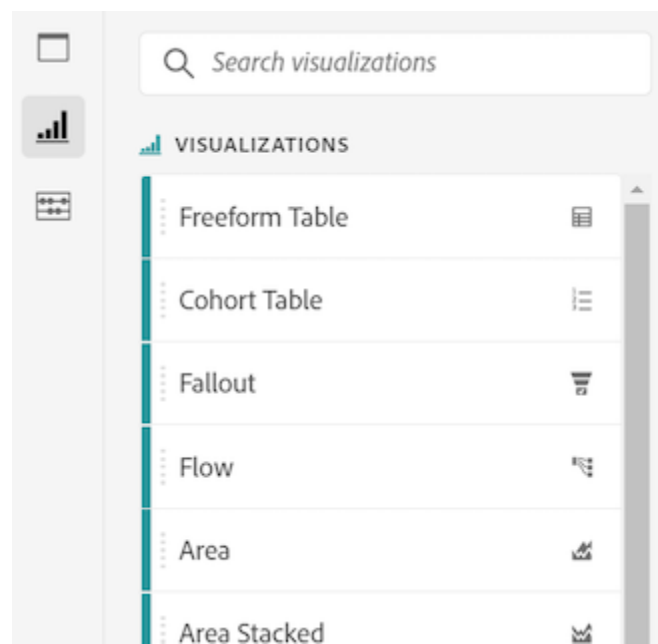 Search visualizations
VISUALIZATIONS
Freeform Table
Cohort Table
Fallout
Flow
Area
Area Stacked